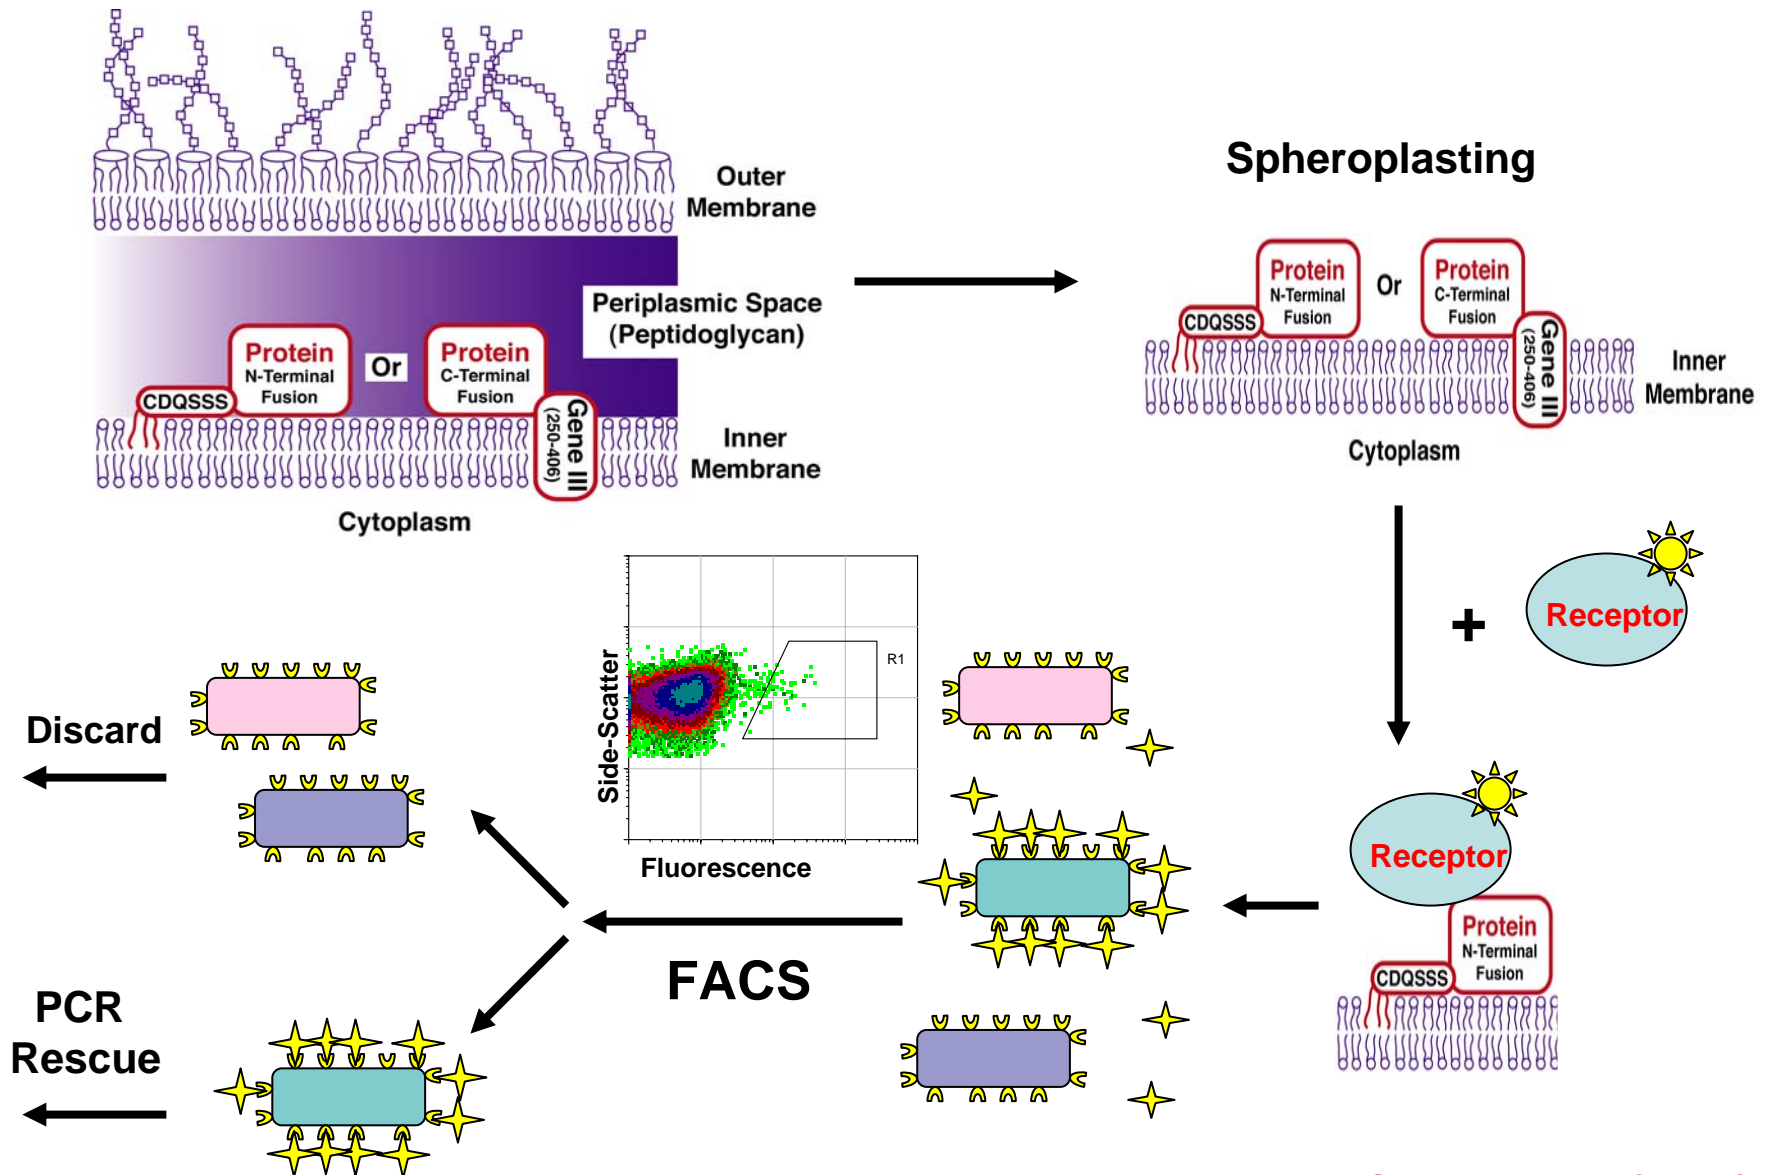 Outer
Membrane
Periplasmic Space
(Peptidoglycan)
Protein
N-Terminal
Fusion
Or
Protein
C-Terminal
Fusion
CDQSSS
Gene III
(250-406)
Inner
Membrane
Cytoplasm
Spheroplasting
Protein
N-Terminal
Fusion
Or
Protein
C-Terminal
Fusion
CDQSSS
Gene III
(250-406)
Inner
Membrane
Cytoplasm
+
Receptor
Receptor
Protein
N-Terminal
Fusion
CDQSSS
R1
Side-Scatter
Fluorescence
FACS
Discard
PCR
Rescue